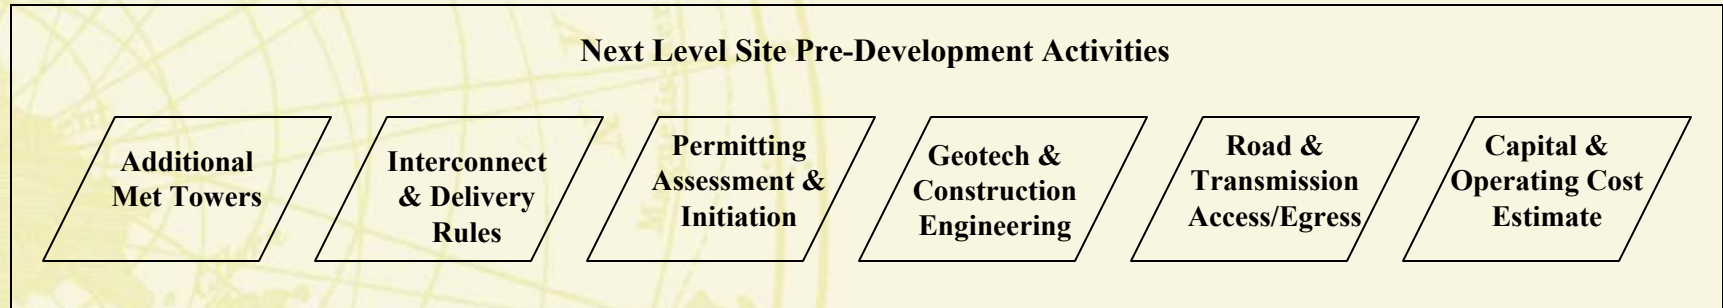 Next Level Site Pre-Development Activities
Additional
Met Towers
Interconnect
& Delivery
Rules
Permitting
Assessment &
Initiation
Geotech &
Construction
Engineering
Road &
Transmission
Access/Egress
Capital &
Operating Cost
Estimate